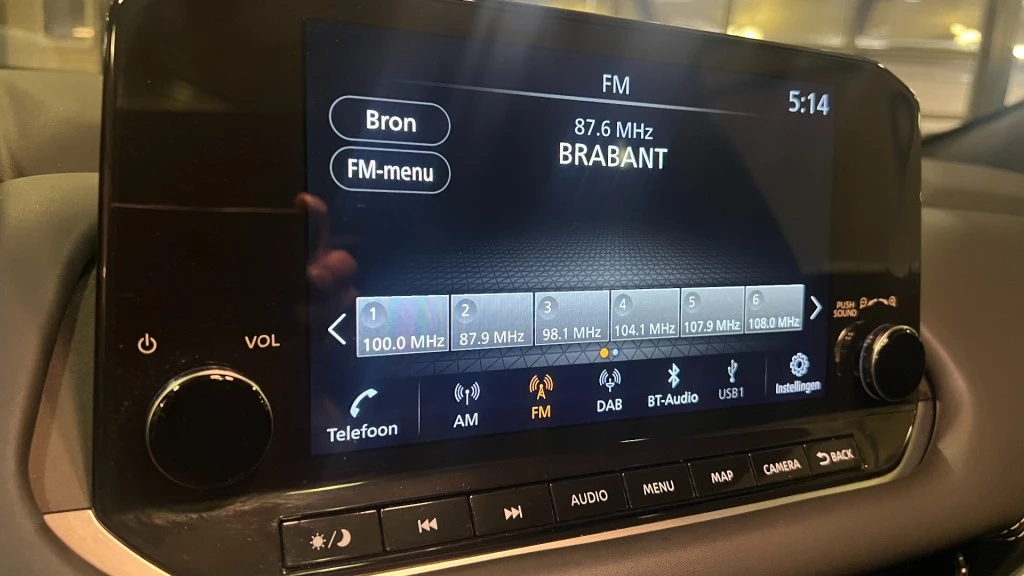 FM
5:14
Bron
87.6 MHz
BRABANT
FM-menu
1
100.0 MHz
2
87.9 MHz
3
98.1 MHz
4
104.1 MHz
5
107.9 MHz
6
108.0 MHz
PUSH
SOUND
VOL
Telefoon
AM
FM
DAB
BT-Audio
USB1
Instellingen
AUDIO
MENU
MAP
CAMERA
BACK